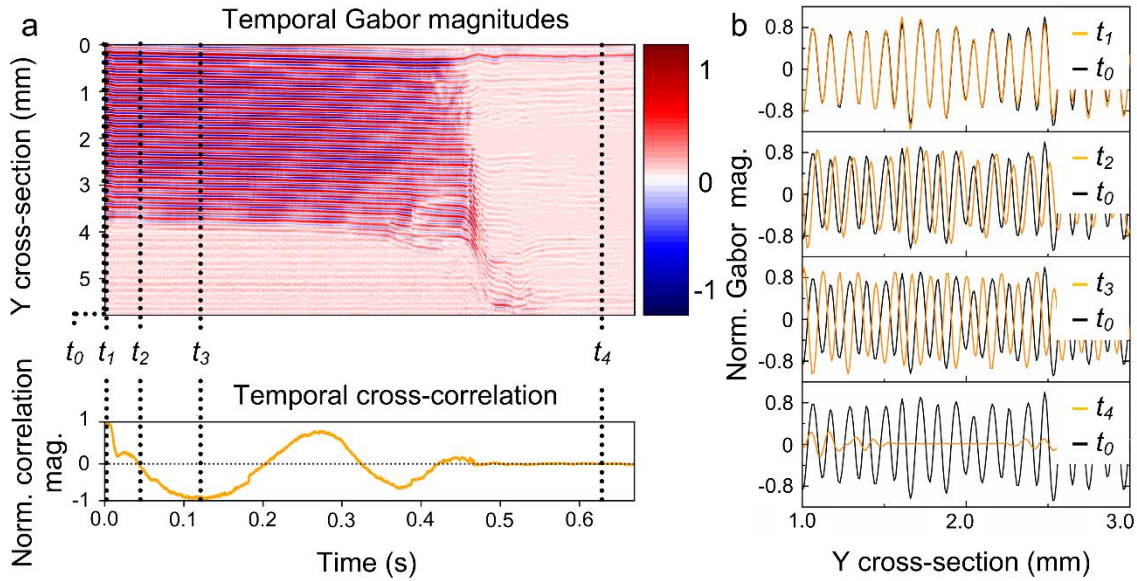 a
Temporal Gabor magnitudes
Y cross-section (mm)
0
1
2
3
4
5
1
0
-1
t0 t1 t2 t3 t4
Temporal cross-correlation
Norm. correlation
mag.
1
0
-1
0.0 0.1 0.2 0.3 0.4 0.5 0.6
Time (s)
b
Norm. Gabor mag.
0.8
0
-0.8
t1
t0
0.8
0
-0.8
t2
t0
0.8
0
-0.8
t3
t0
0.8
0
-0.8
t4
t0
1.0 2.0 3.0
Y cross-section (mm)